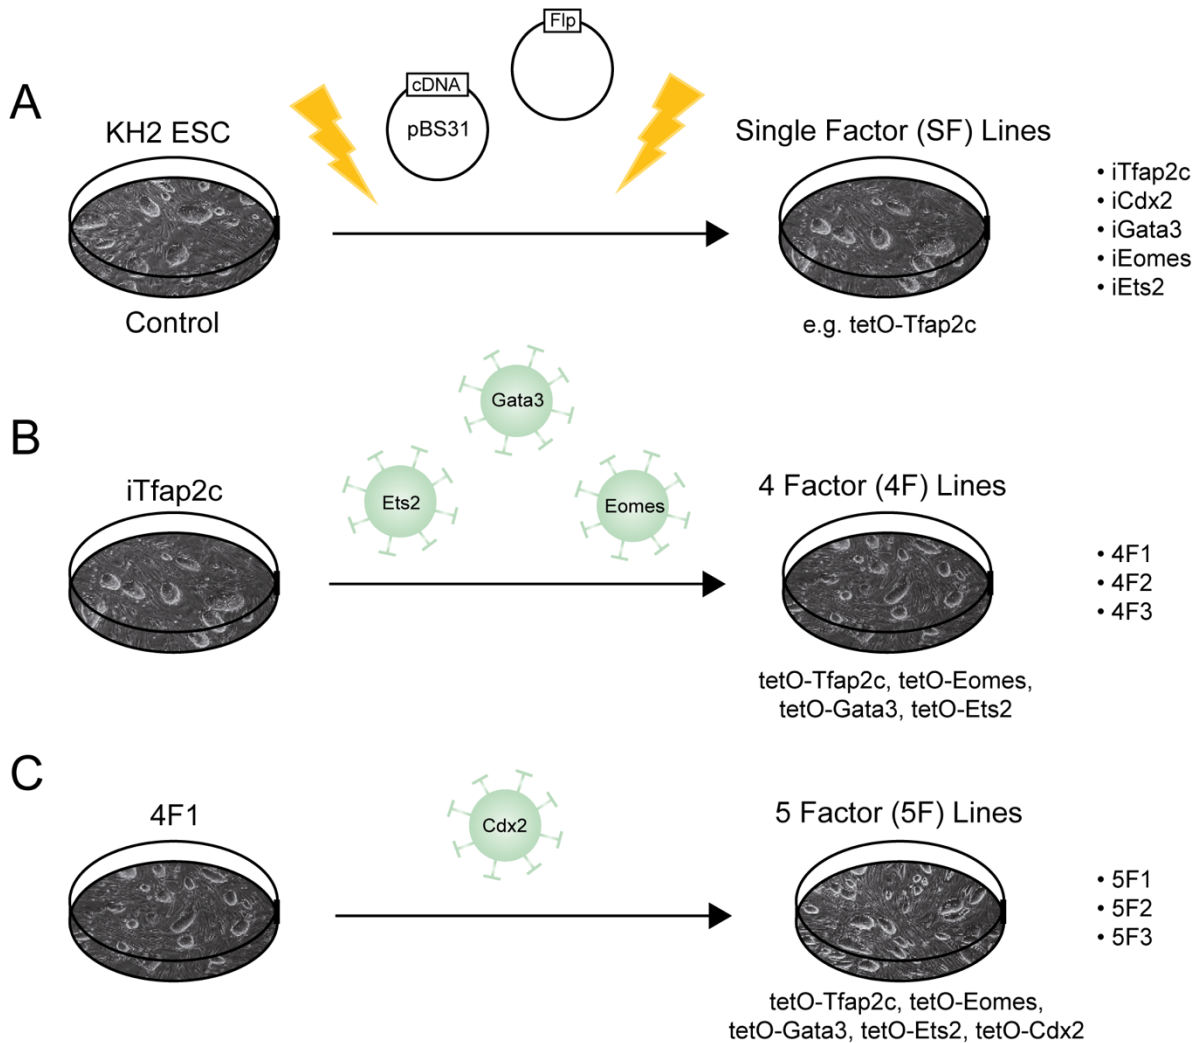 A
KH2 ESC
cDNA
pBS31
Flp
Single Factor (SF) Lines
• iTfap2c
• iCdx2
• iGata3
• iEomes
• iEts2
Control
e.g. tetO-Tfap2c
B
iTfap2c
Ets2
Gata3
Eomes
4 Factor (4F) Lines
• 4F1
• 4F2
• 4F3
tetO-Tfap2c, tetO-Eomes,
tetO-Gata3, tetO-Ets2
C
4F1
Cdx2
5 Factor (5F) Lines
• 5F1
• 5F2
• 5F3
tetO-Tfap2c, tetO-Eomes,
tetO-Gata3, tetO-Ets2, tetO-Cdx2